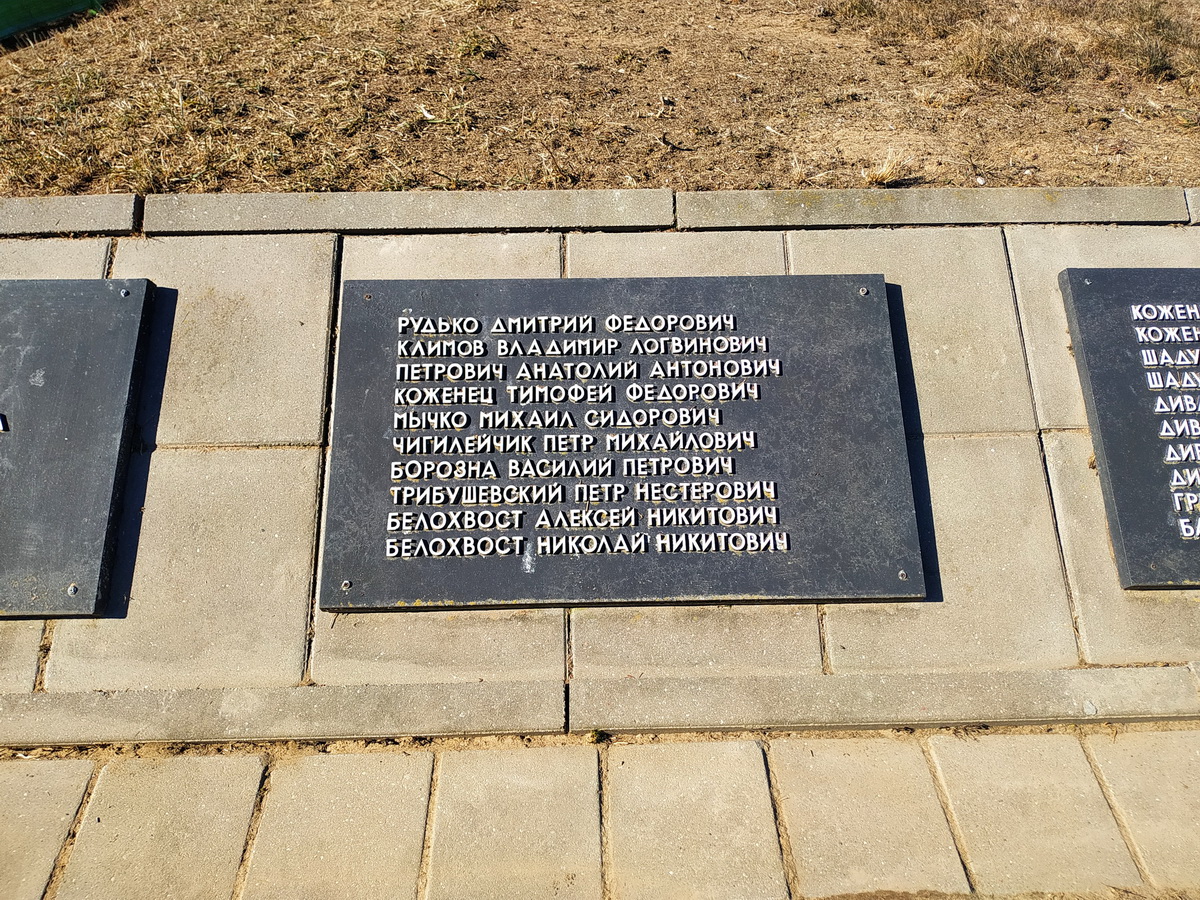 РУДЬКО ДМИТРИЙ ФЕДОРОВИЧ
КЛИМОВ ВЛАДИМИР ЛОГВИНОВИЧ
ПЕТРОВИЧ АНАТОЛИЙ АНТОНОВИЧ
КОЖЕНЕЦ ТИМОФЕЙ ФЕДОРОВИЧ
МЫЧКО МИХАИЛ СИДОРОВИЧ
ЧИГИЛЕЙЧИК ПЕТР МИХАЙЛОВИЧ
БОРОЗНА ВАСИЛИЙ ПЕТРОВИЧ
ТРИБУШЕВСКИЙ ПЕТР НЕСТЕРОВИЧ
БЕЛОХВОСТ АЛЕКСЕЙ НИКИТОВИЧ
БЕЛОХВОСТ НИКОЛАЙ НИКИТОВИЧ